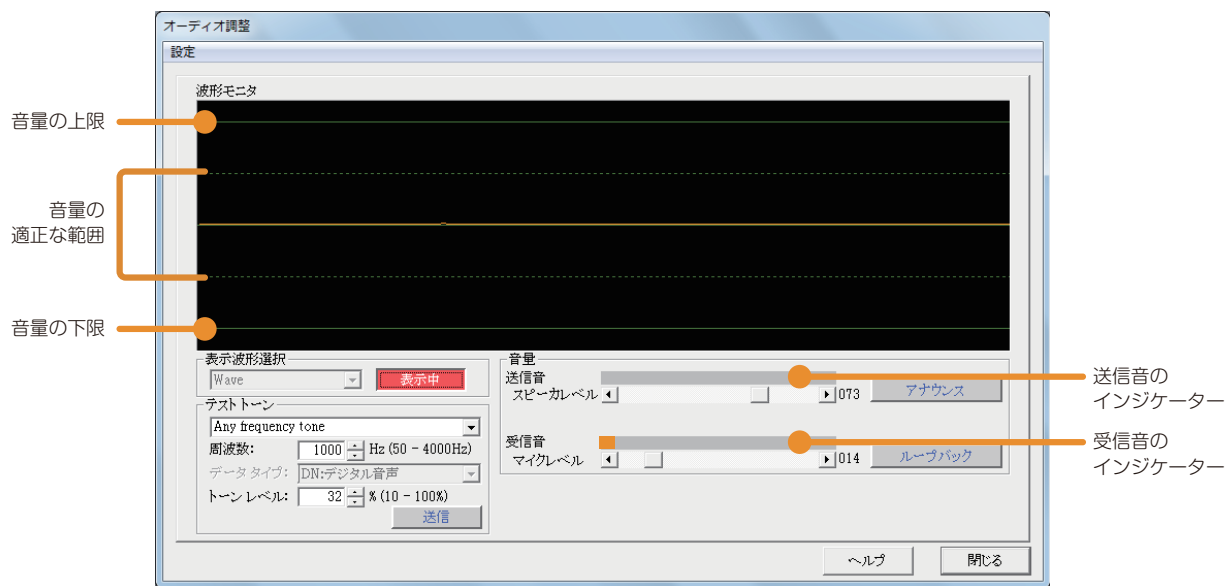 オーディオ調整
設定
波形モニタ
音量の上限
音量の
適正な範囲
音量の下限
表示波形選択
Wave
表示中
テストトーン
Any frequency tone
周波数:
1000
Hz (50 - 4000Hz)
データ タイプ:
DN:デジタル音声
トーン レベル:
32
% (10 - 100%)
送信
音量
送信音
スピーカレベル
073
アナウンス
受信音
マイクレベル
014
ループバック
送信音の
インジケーター
受信音の
インジケーター
ヘルプ
閉じる